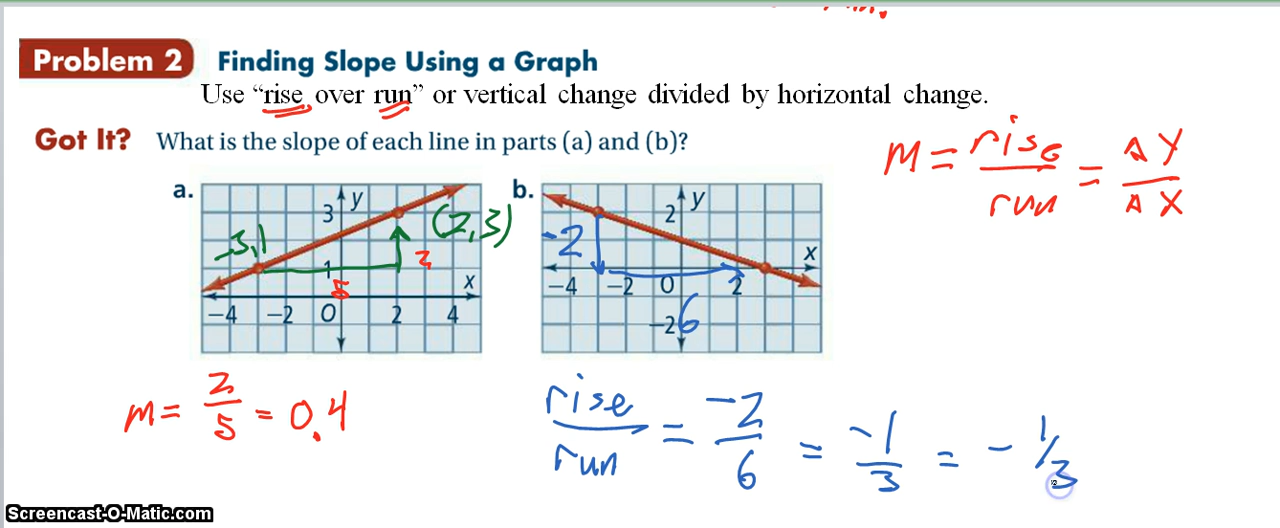 Problem 2 Finding Slope Using a Graph
Use “rise over run” or vertical change divided by horizontal change.
Got It? What is the slope of each line in parts (a) and (b)?
M = rise/run = ΔY/ΔX
a.
3 y
(2,3)
-3,1
2
1
5
x
−4 −2 O 2 4
b.
2 y
-2
x
−4 −2 0 2
−2
6
m = 2/5 = 0.4
rise/run = -2/6 = -1/3 = - 1/3
Screencast-O-Matic.com